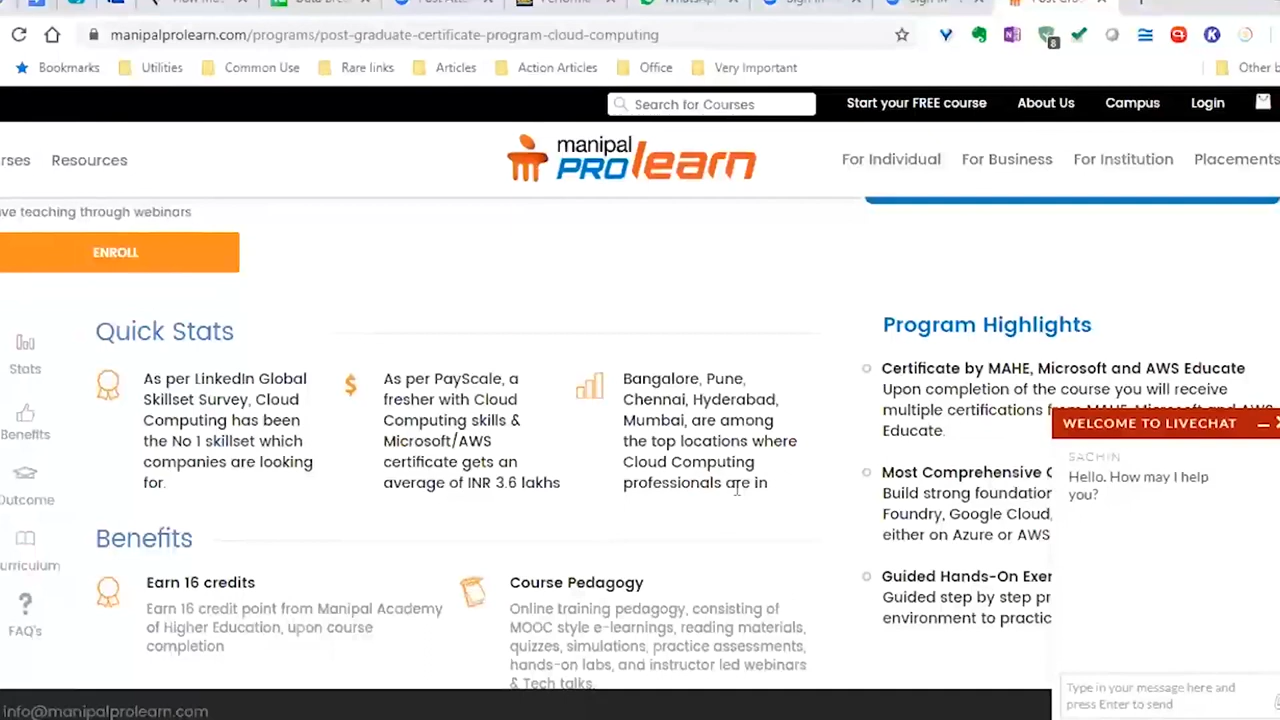 manipalprolearn.com/programs/post-graduate-certificate-program-cloud-computing
8
Bookmarks Utilities Common Use Rare links Articles Action Articles Office Very Important Other b
Search for Courses Start your FREE course About Us Campus Login
rses Resources
manipal
PROlearn
For Individual For Business For Institution Placements
ve teaching through webinars
ENROLL
Stats
Benefits
Outcome
urriculum
?
FAQ's
Quick Stats
As per LinkedIn Global
Skillset Survey, Cloud
Computing has been
the No 1 skillset which
companies are looking
for.
$
As per PayScale, a
fresher with Cloud
Computing skills &
Microsoft/AWS
certificate gets an
average of INR 3.6 lakhs
Bangalore, Pune,
Chennai, Hyderabad,
Mumbai, are among
the top locations where
Cloud Computing
professionals are in
Benefits
Earn 16 credits
Earn 16 credit point from Manipal Academy
of Higher Education, upon course
completion
Course Pedagogy
Online training pedagogy, consisting of
MOOC style e-learnings, reading materials,
quizzes, simulations, practice assessments,
hands-on labs, and instructor led webinars
& Tech talks.
Program Highlights
Certificate by MAHE, Microsoft and AWS Educate
Upon completion of the course you will receive
multiple certifications from MAHE, Microsoft and AWS
Educate.
Most Comprehensive C
Build strong foundation
Foundry, Google Cloud,
either on Azure or AWS
Guided Hands-On Exer
Guided step by step pr
environment to practic
WELCOME TO LIVECHAT
SACHIN
Hello. How may I help
you?
Type in your message here and
press Enter to send
info@manipalprolearn.com